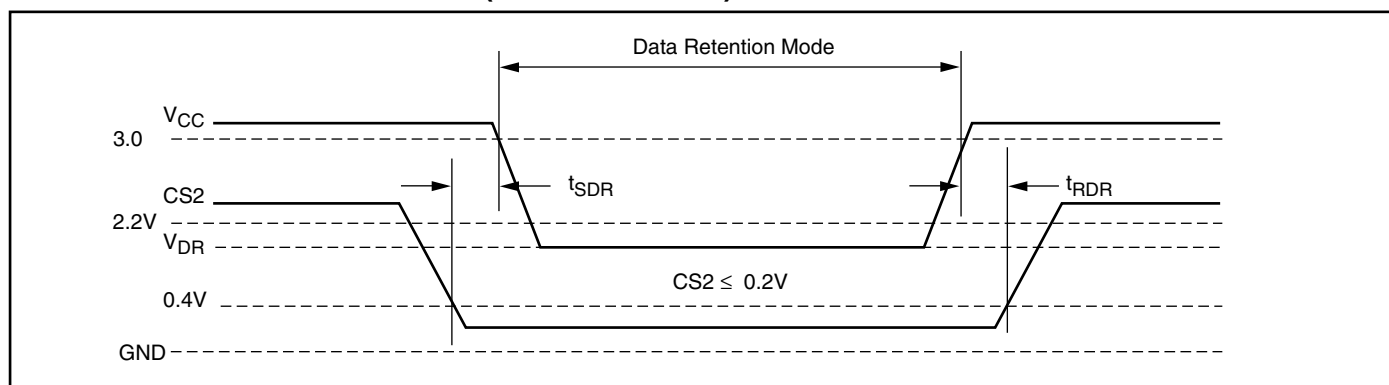 Data Retention Mode
VCC
3.0
tSDR
tRDR
CS2
2.2V
VDR
CS2 ≤ 0.2V
0.4V
GND